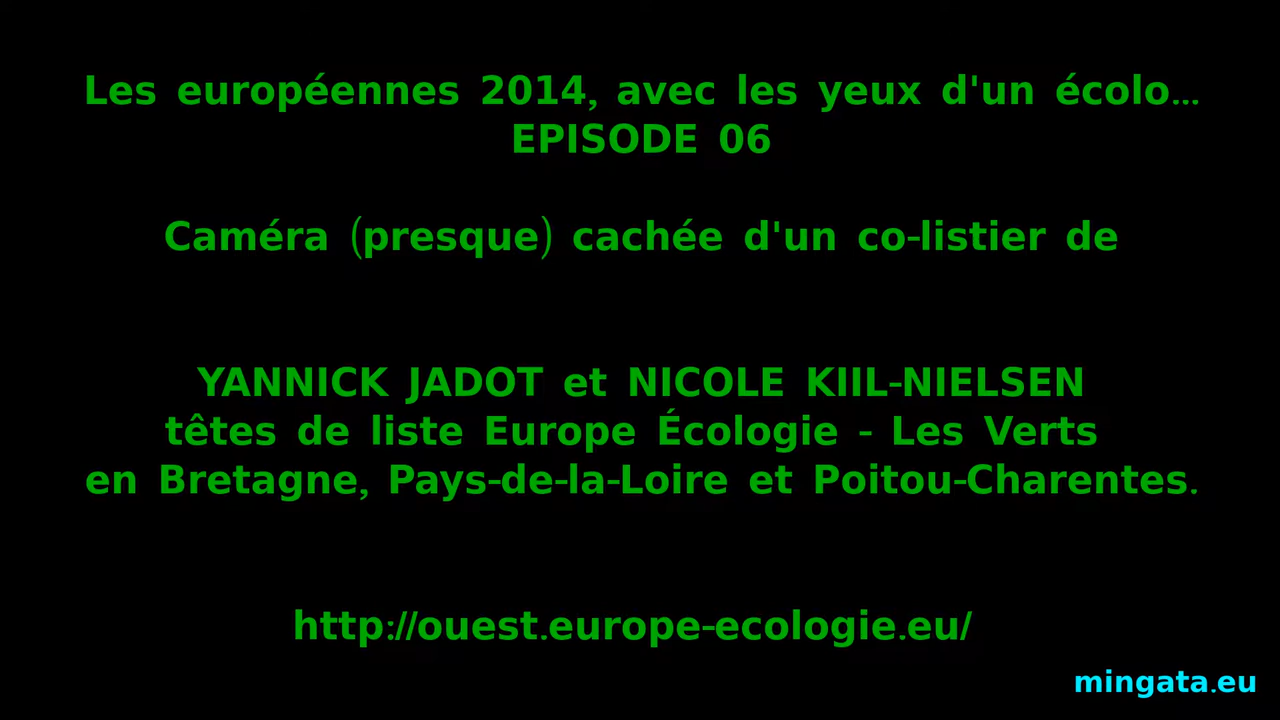 Les européennes 2014, avec les yeux d'un écolo...
EPISODE 06
Caméra (presque) cachée d'un co-listier de
YANNICK JADOT et NICOLE KIIL-NIELSEN
têtes de liste Europe Écologie - Les Verts
en Bretagne, Pays-de-la-Loire et Poitou-Charentes.
http://ouest.europe-ecologie.eu/
mingata.eu